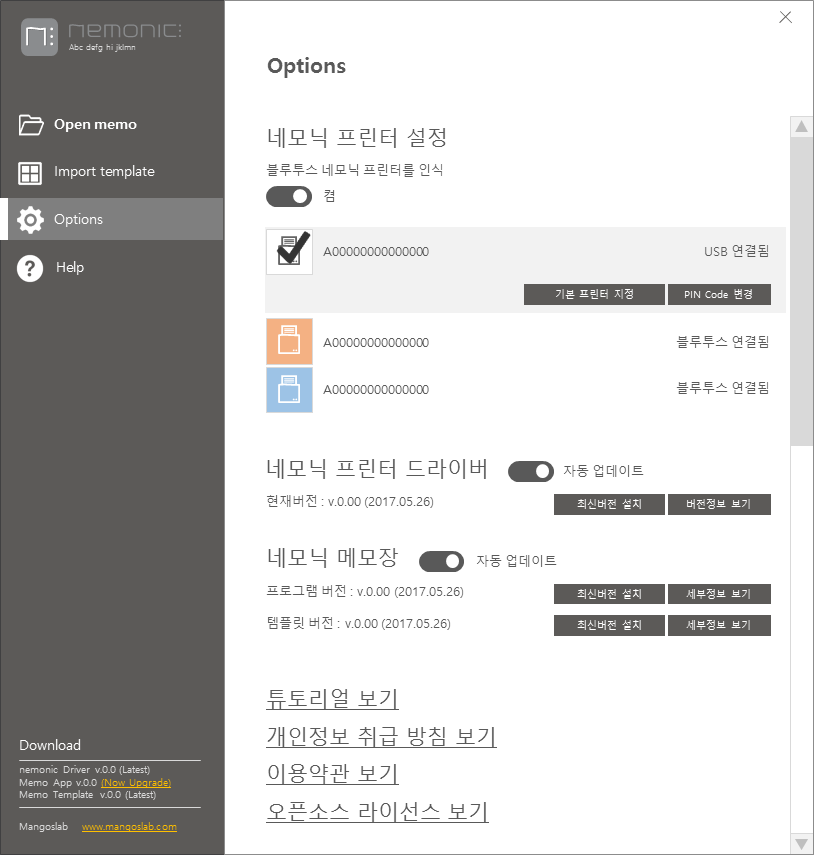 nemonic
Abc defg hi jklmn
Open memo
Import template
Options
Help
Download
nemonic Driver v.0.0 (Latest)
Memo App v.0.0 (Now Upgrade)
Memo Template v.0.0 (Latest)
Mangoslab www.mangoslab.com
Options
네모닉 프린터 설정
블루투스 네모닉 프린터를 인식
켬
A00000000000000 USB 연결됨
기본 프린터 지정 PIN Code 변경
A00000000000000 블루투스 연결됨
A00000000000000 블루투스 연결됨
네모닉 프린터 드라이버 자동 업데이트
현재버전 : v.0.00 (2017.05.26) 최신버전 설치 버전정보 보기
네모닉 메모장 자동 업데이트
프로그램 버전 : v.0.00 (2017.05.26) 최신버전 설치 세부정보 보기
템플릿 버전 : v.0.00 (2017.05.26) 최신버전 설치 세부정보 보기
튜토리얼 보기
개인정보 취급 방침 보기
이용약관 보기
오픈소스 라이선스 보기